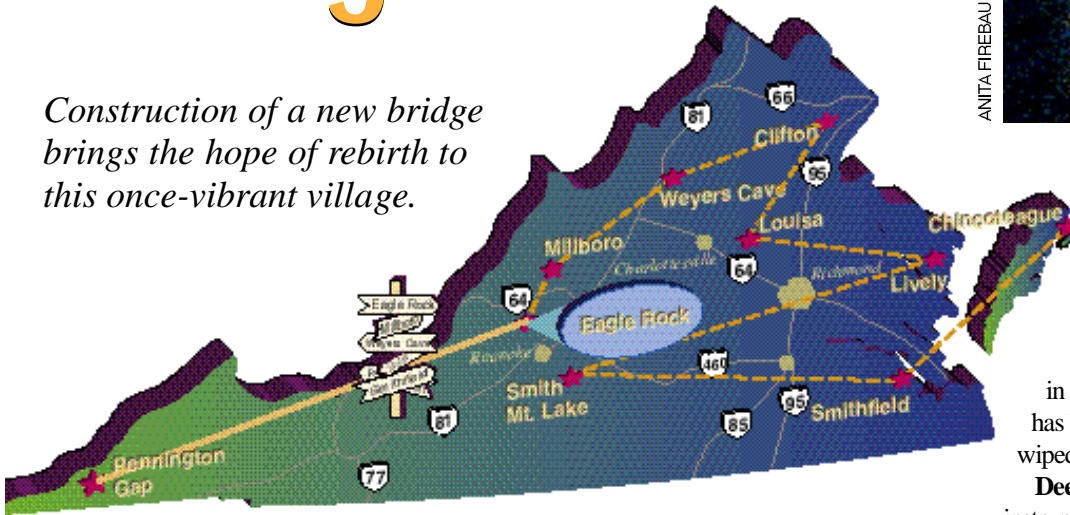 g
Construction of a new bridge
brings the hope of rebirth to
this once-vibrant village.
ANITA FIREBAU
81
66
Clifton
95
Weyers Cave
Louisa
Chincoteague
Millboro
Charlottesville
64
Richmond
Lively
64
Eagle Rock
Eagle Rock
Millboro
Weyers Cave
Smithfield
Roanoke
460
Smith
Mt. Lake
95
Smithfield
81
85
Pennington
Gap
77
in
has
wiped
Dee